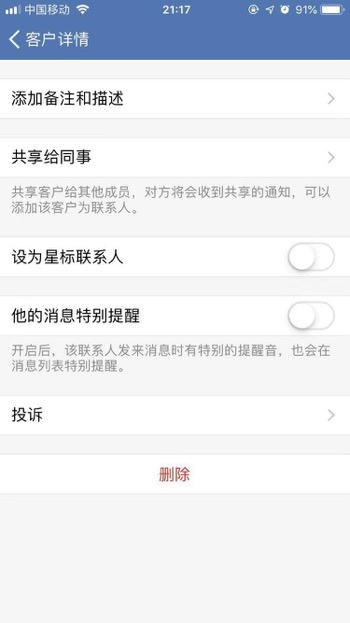 中国移动 21:17 91%
客户详情
添加备注和描述
共享给同事
共享客户给其他成员，对方将会收到共享的通知，可以
添加该客户为联系人。
设为星标联系人
他的消息特别提醒
开启后，该联系人发来消息时有特别的提醒音，也会在
消息列表特别提醒。
投诉
删除